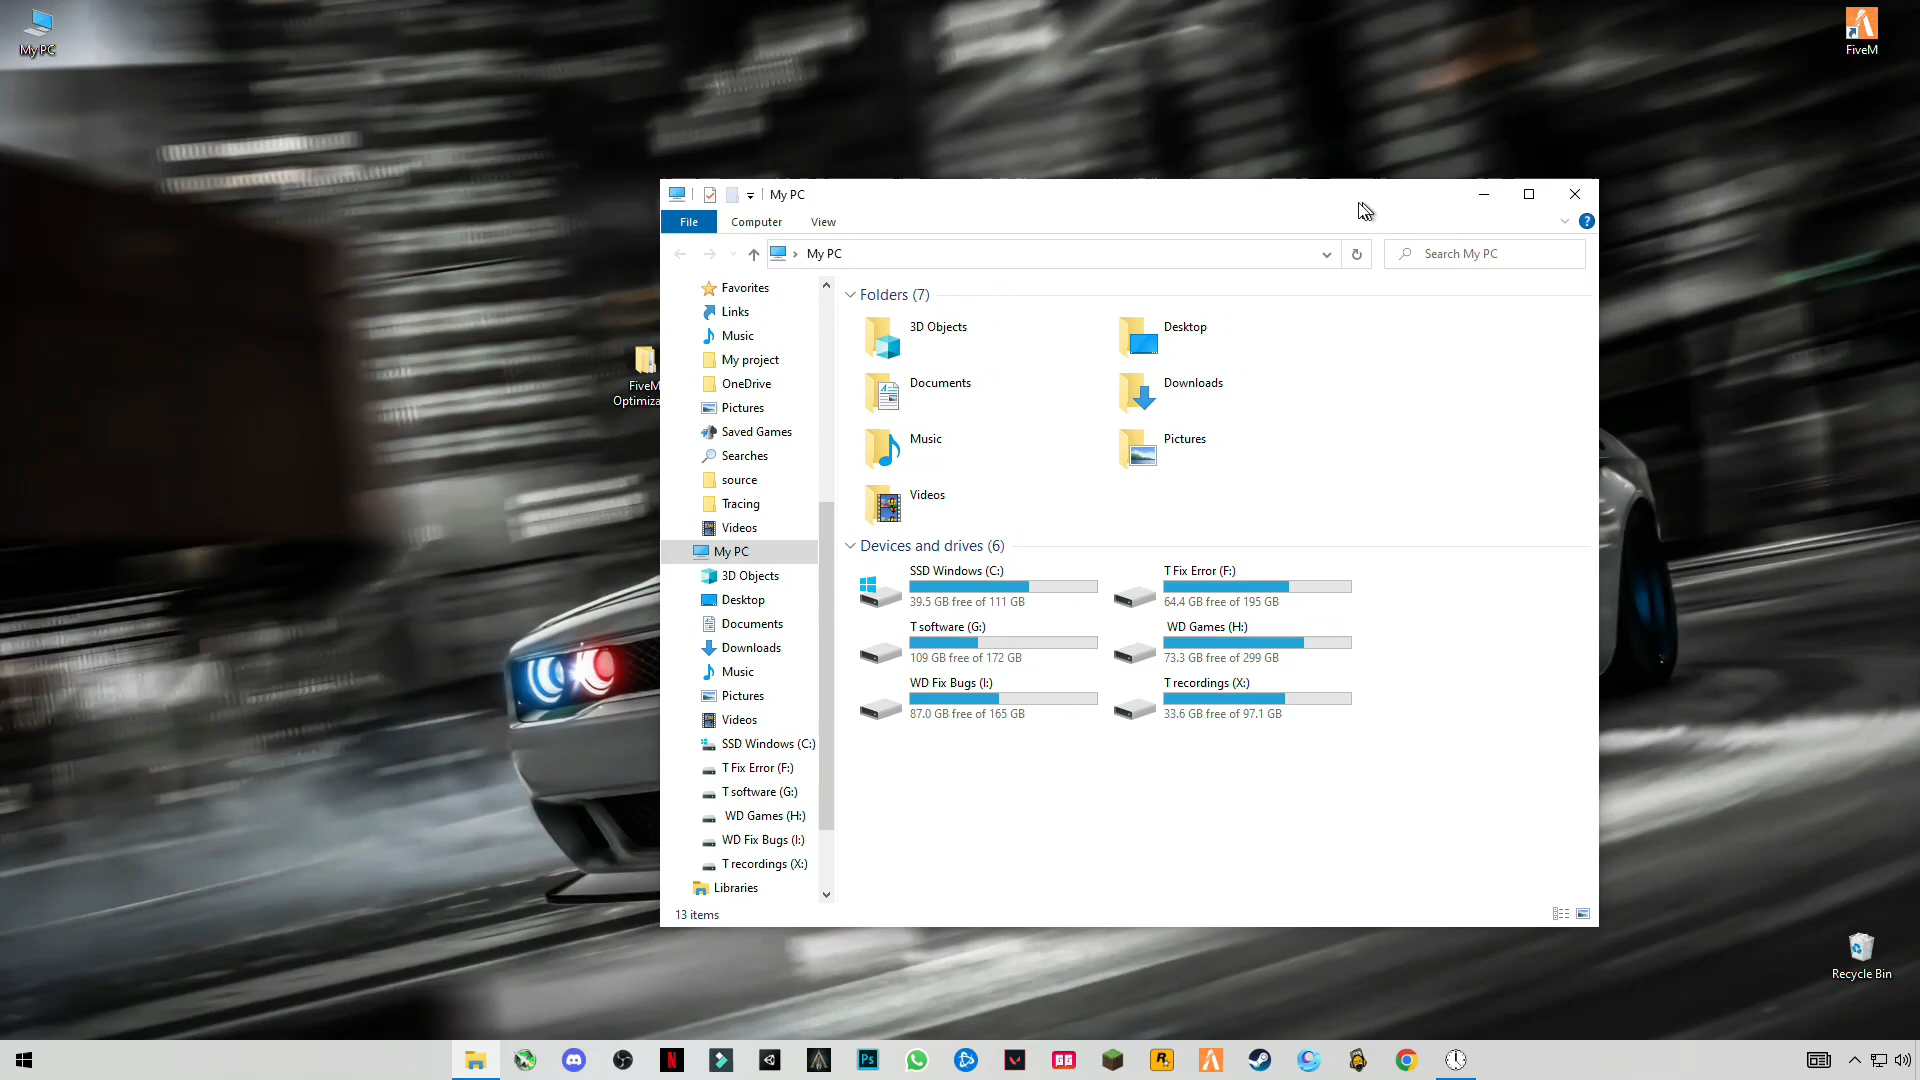 My PC
FiveM
FiveM
Optimiza
My PC
File
Computer
View
My PC
Search My PC
Favorites
Links
Music
My project
OneDrive
Pictures
Saved Games
Searches
source
Tracing
Videos
My PC
3D Objects
Desktop
Documents
Downloads
Music
Pictures
Videos
SSD Windows (C:)
T Fix Error (F:)
T software (G:)
WD Games (H:)
WD Fix Bugs (I:)
T recordings (X:)
Libraries
Folders (7)
3D Objects
Desktop
Documents
Downloads
Music
Pictures
Videos
Devices and drives (6)
SSD Windows (C:)
39.5 GB free of 111 GB
T Fix Error (F:)
64.4 GB free of 195 GB
T software (G:)
109 GB free of 172 GB
WD Games (H:)
73.3 GB free of 299 GB
WD Fix Bugs (I:)
87.0 GB free of 165 GB
T recordings (X:)
33.6 GB free of 97.1 GB
13 items
Recycle Bin
Ps